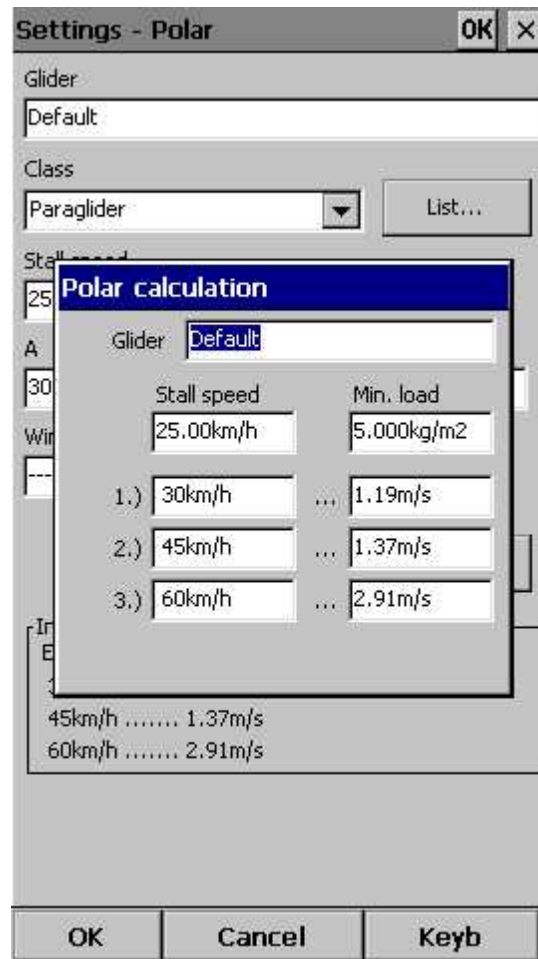 Settings - Polar OK ×
Glider
Default
Class
Paraglider List...
25
Polar calculation
Glider Default
A
30
Stall speed Min. load
25.00km/h 5.000kg/m2
---
1.) 30km/h ... 1.19m/s
2.) 45km/h ... 1.37m/s
3.) 60km/h ... 2.91m/s
45km/h ....... 1.37m/s
60km/h ....... 2.91m/s
OK Cancel Keyb